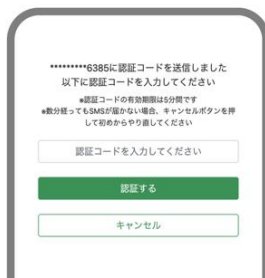 *********6385に認証コードを送信しました
以下に認証コードを入力してください
※認証コードの有効期限は5分間です
※数分経ってもSMSが届かない場合、キャンセルボタンを押
して初めからやり直してください
認証コードを入力してください
認証する
キャンセル